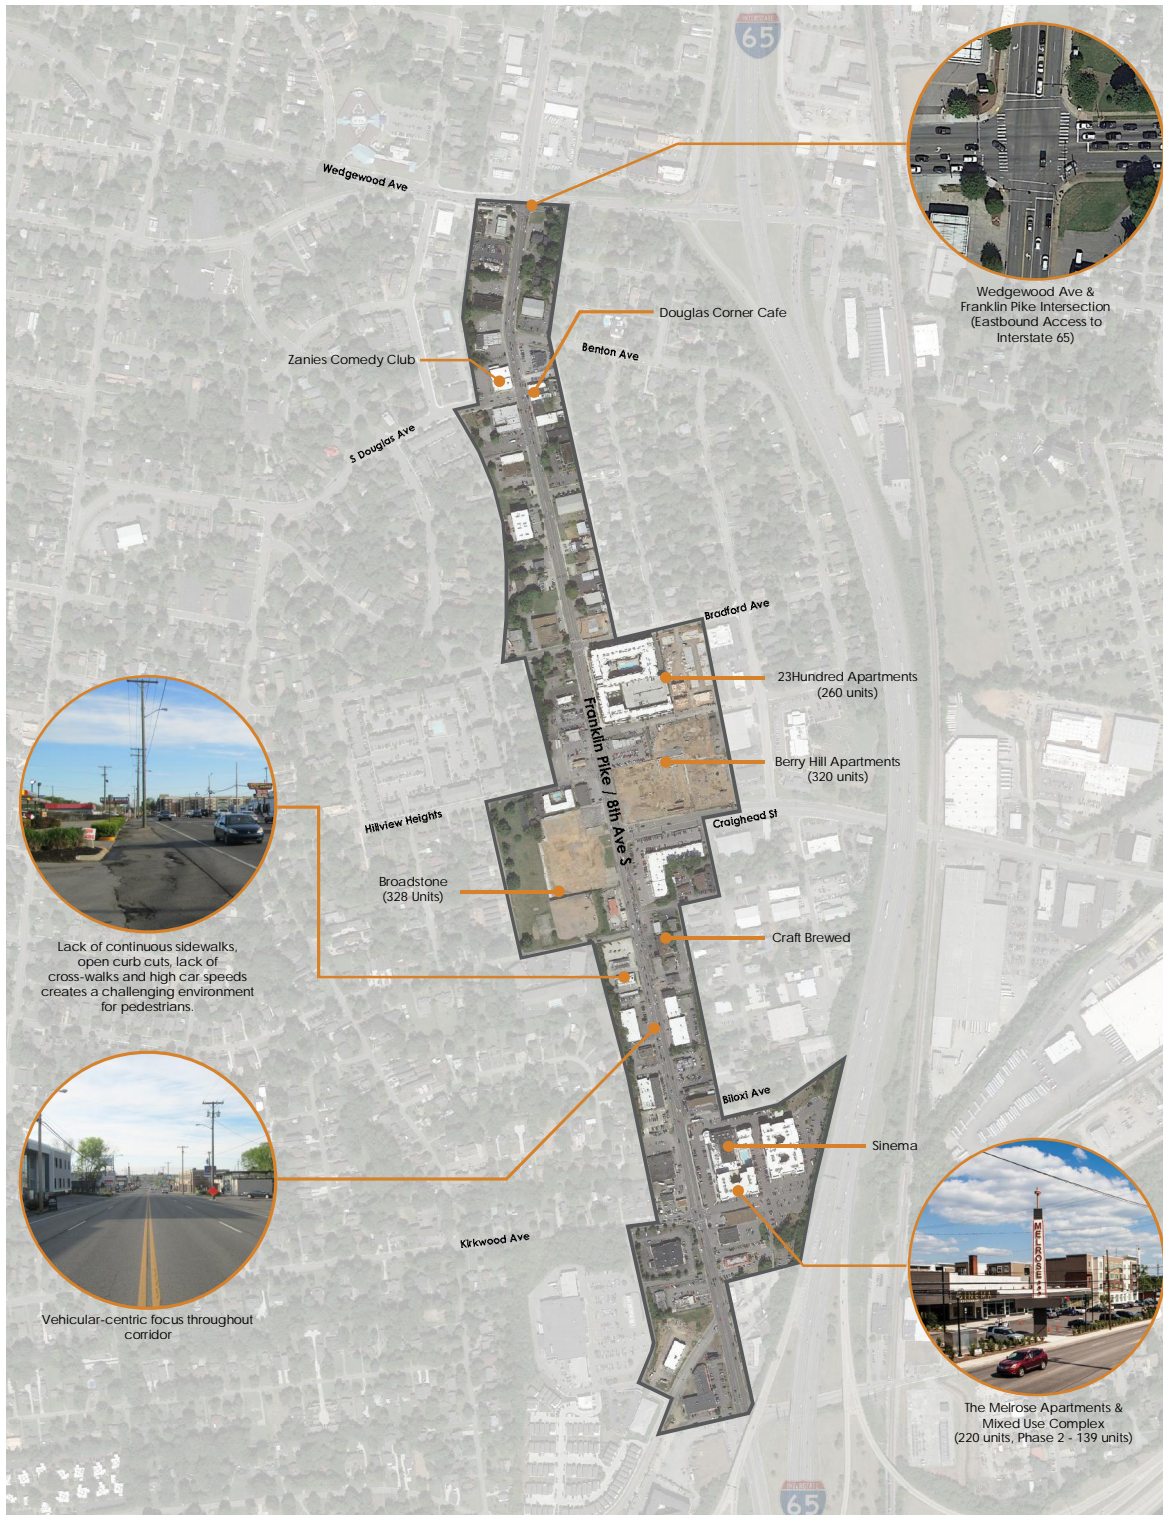 INTERSTATE
65
Wedgewood Ave
Wedgewood Ave &
Franklin Pike Intersection
(Eastbound Access to
Interstate 65)
Douglas Corner Cafe
Benton Ave
Zanies Comedy Club
S Douglas Ave
Bradford Ave
23Hundred Apartments
(260 units)
Franklin Pike / 8th Ave S
Berry Hill Apartments
(320 units)
Hillview Heights
Craighead St
Broadstone
(328 Units)
Craft Brewed
Lack of continuous sidewalks,
open curb cuts, lack of
cross-walks and high car speeds
creates a challenging environment
for pedestrians.
Biloxi Ave
Sinema
Kirkwood Ave
MELROSE
Vehicular-centric focus throughout
corridor
The Melrose Apartments &
Mixed Use Complex
(220 units, Phase 2 - 139 units)
INTERSTATE
65